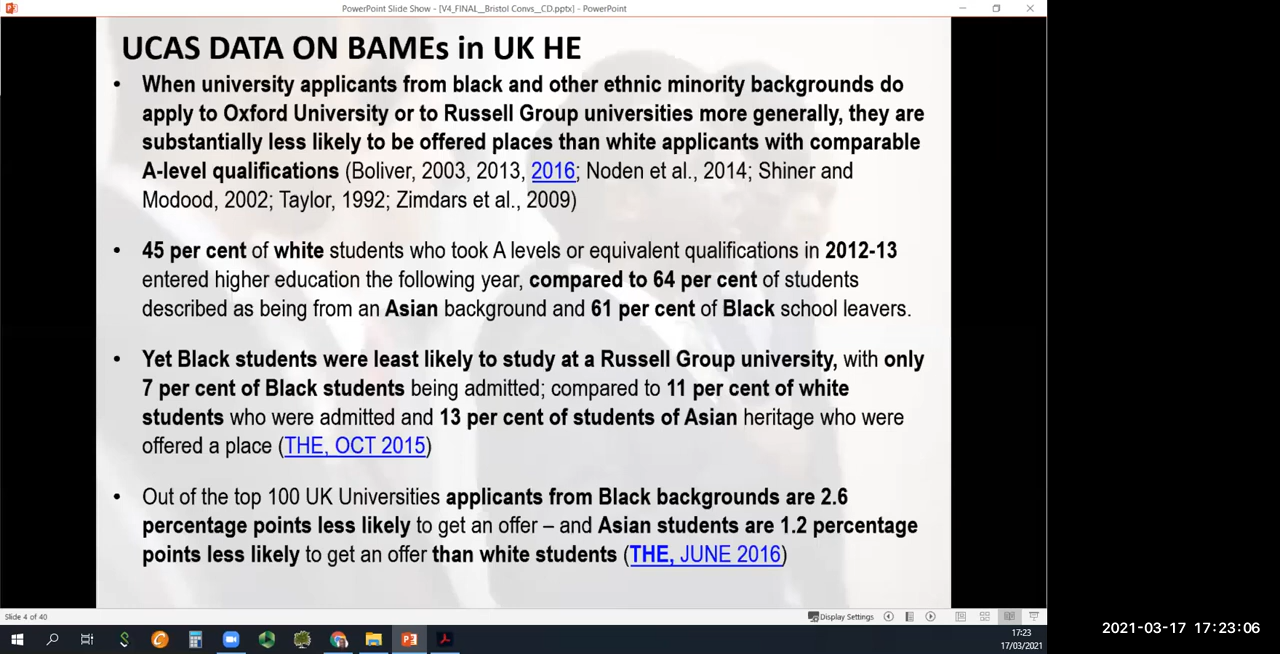 PowerPoint Slide Show - [V4_FINAL__Bristol Convs__CD.pptx] - PowerPoint
UCAS DATA ON BAMEs in UK HE
• When university applicants from black and other ethnic minority backgrounds do
apply to Oxford University or to Russell Group universities more generally, they are
substantially less likely to be offered places than white applicants with comparable
A-level qualifications (Boliver, 2003, 2013, 2016; Noden et al., 2014; Shiner and
Modood, 2002; Taylor, 1992; Zimdars et al., 2009)
• 45 per cent of white students who took A levels or equivalent qualifications in 2012-13
entered higher education the following year, compared to 64 per cent of students
described as being from an Asian background and 61 per cent of Black school leavers.
• Yet Black students were least likely to study at a Russell Group university, with only
7 per cent of Black students being admitted; compared to 11 per cent of white
students who were admitted and 13 per cent of students of Asian heritage who were
offered a place (THE, OCT 2015)
• Out of the top 100 UK Universities applicants from Black backgrounds are 2.6
percentage points less likely to get an offer – and Asian students are 1.2 percentage
points less likely to get an offer than white students (THE, JUNE 2016)
Slide 4 of 40
Display Settings
17:23
17/03/2021
2021-03-17 17:23:06